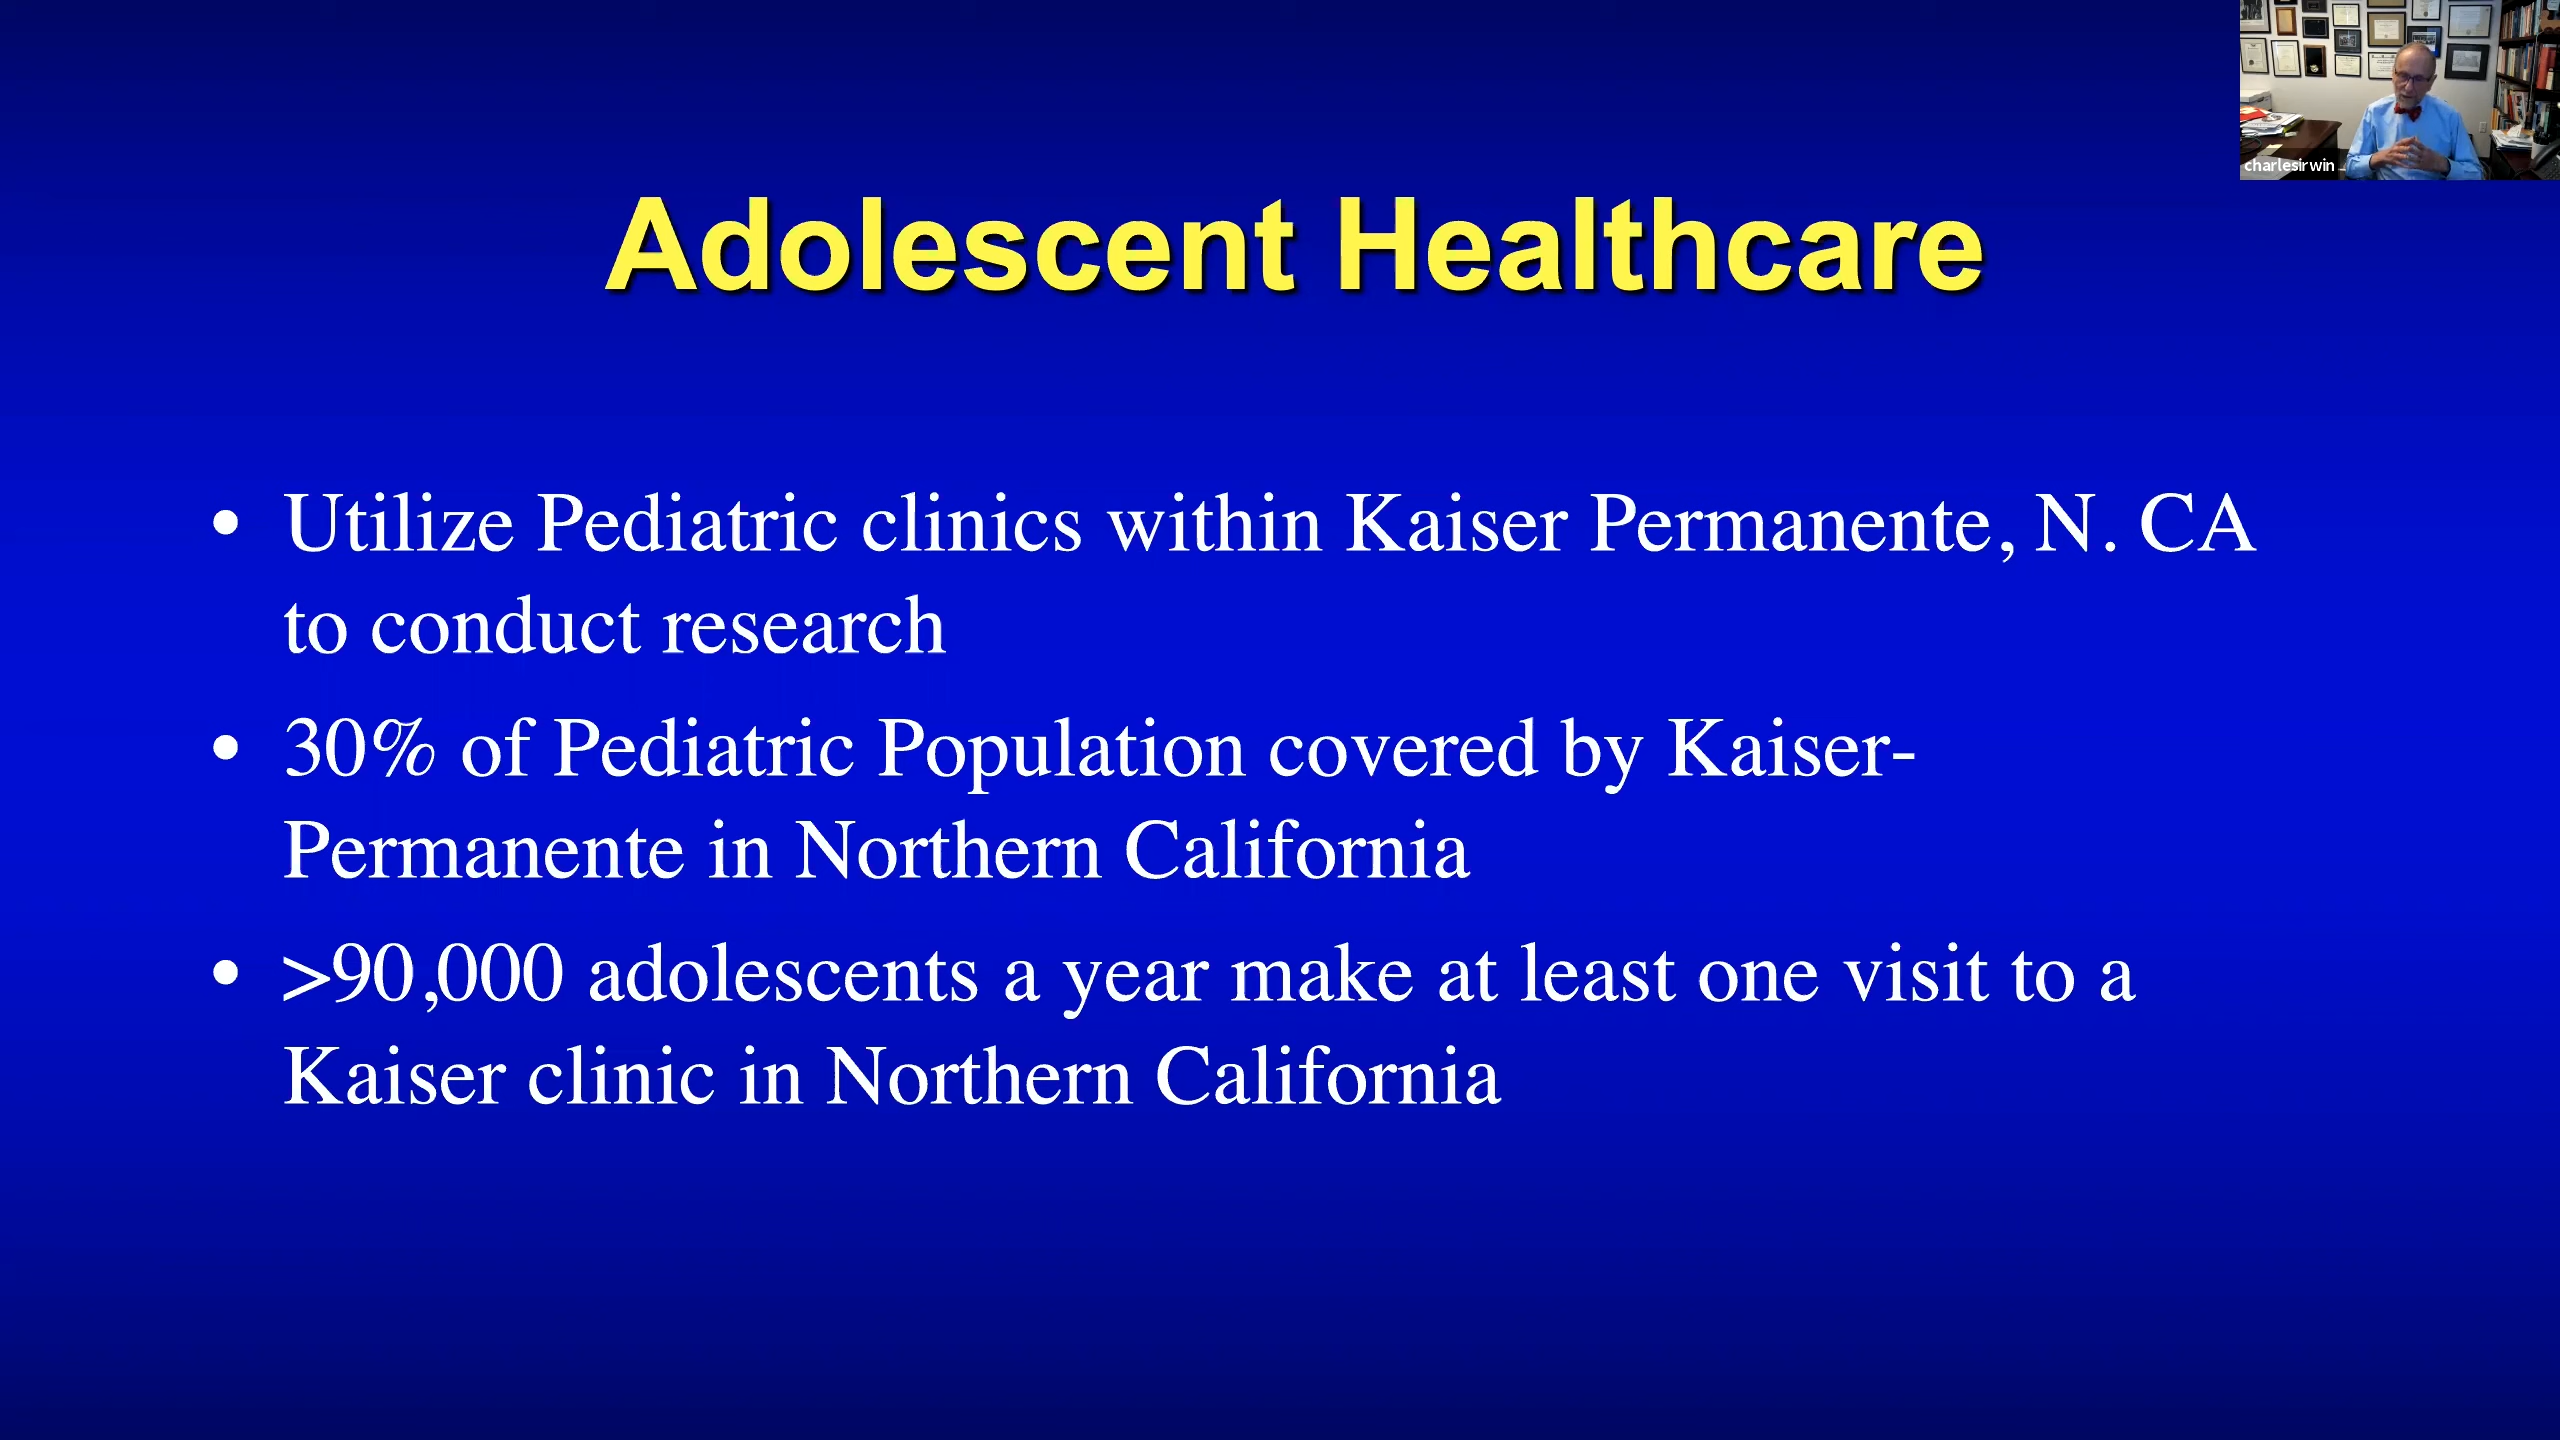 charlesirwin
Adolescent Healthcare
• Utilize Pediatric clinics within Kaiser Permanente, N. CA
to conduct research
• 30% of Pediatric Population covered by Kaiser-
Permanente in Northern California
• >90,000 adolescents a year make at least one visit to a
Kaiser clinic in Northern California